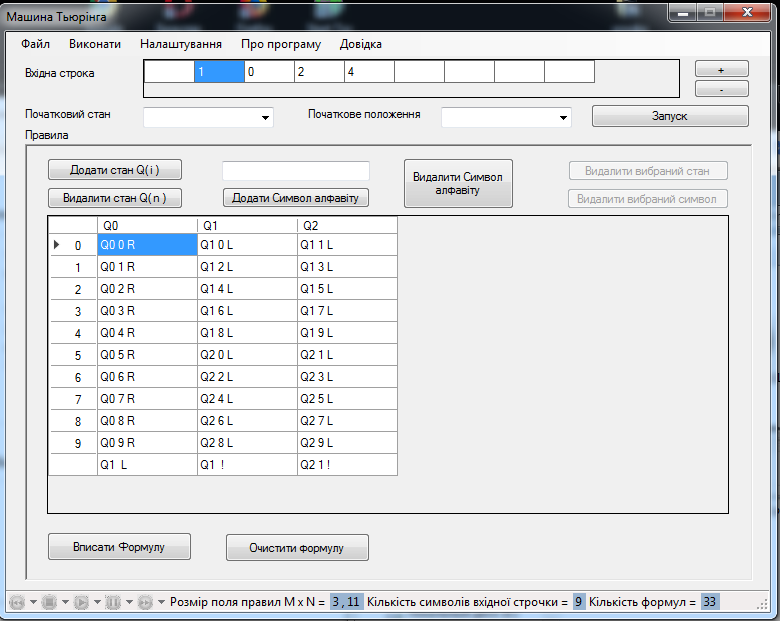 Машина Тьюрінга
Файл Виконати Налаштування Про програму Довідка
Вхідна строка 1 0 2 4 +
-
Початковий стан Початкове положення Запуск
Правила
Додати стан Q( i ) Видалити Символ алфавіту Видалити вибраний стан
Видалити стан Q( n ) Додати Символ алфавіту Видалити вибраний символ
Q0 Q1 Q2
0 Q0 0 R Q1 0 L Q1 1 L
1 Q0 1 R Q1 2 L Q1 3 L
2 Q0 2 R Q1 4 L Q1 5 L
3 Q0 3 R Q1 6 L Q1 7 L
4 Q0 4 R Q1 8 L Q1 9 L
5 Q0 5 R Q2 0 L Q2 1 L
6 Q0 6 R Q2 2 L Q2 3 L
7 Q0 7 R Q2 4 L Q2 5 L
8 Q0 8 R Q2 6 L Q2 7 L
9 Q0 9 R Q2 8 L Q2 9 L
Q1 L Q1 ! Q2 1 !
Вписати Формулу Очистити формулу
Розмір поля правил M x N = 3 , 11 Кількість символів вхідної строчки = 9 Кількість формул = 33